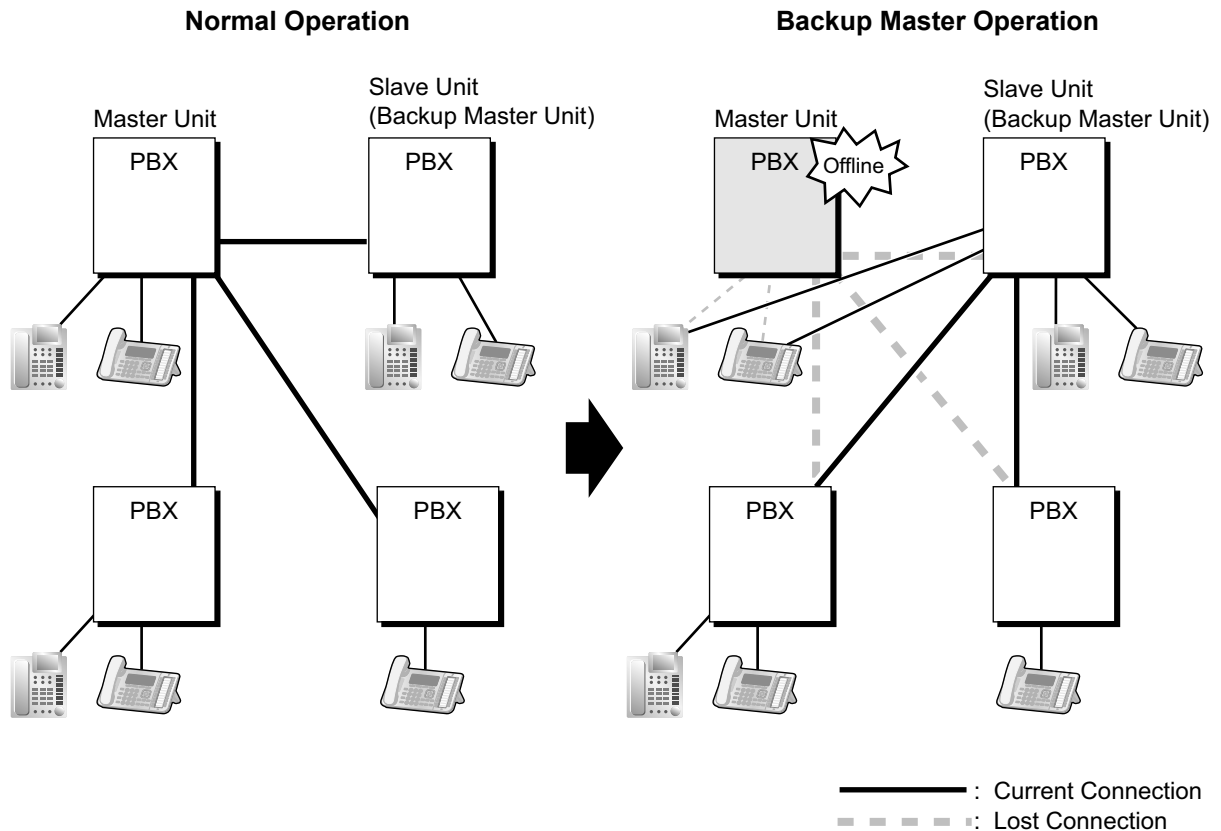 Normal Operation
Master Unit
PBX
Slave Unit
(Backup Master Unit)
PBX
PBX
PBX
Backup Master Operation
Master Unit
PBX
Offline
Slave Unit
(Backup Master Unit)
PBX
PBX
PBX
: Current Connection
: Lost Connection